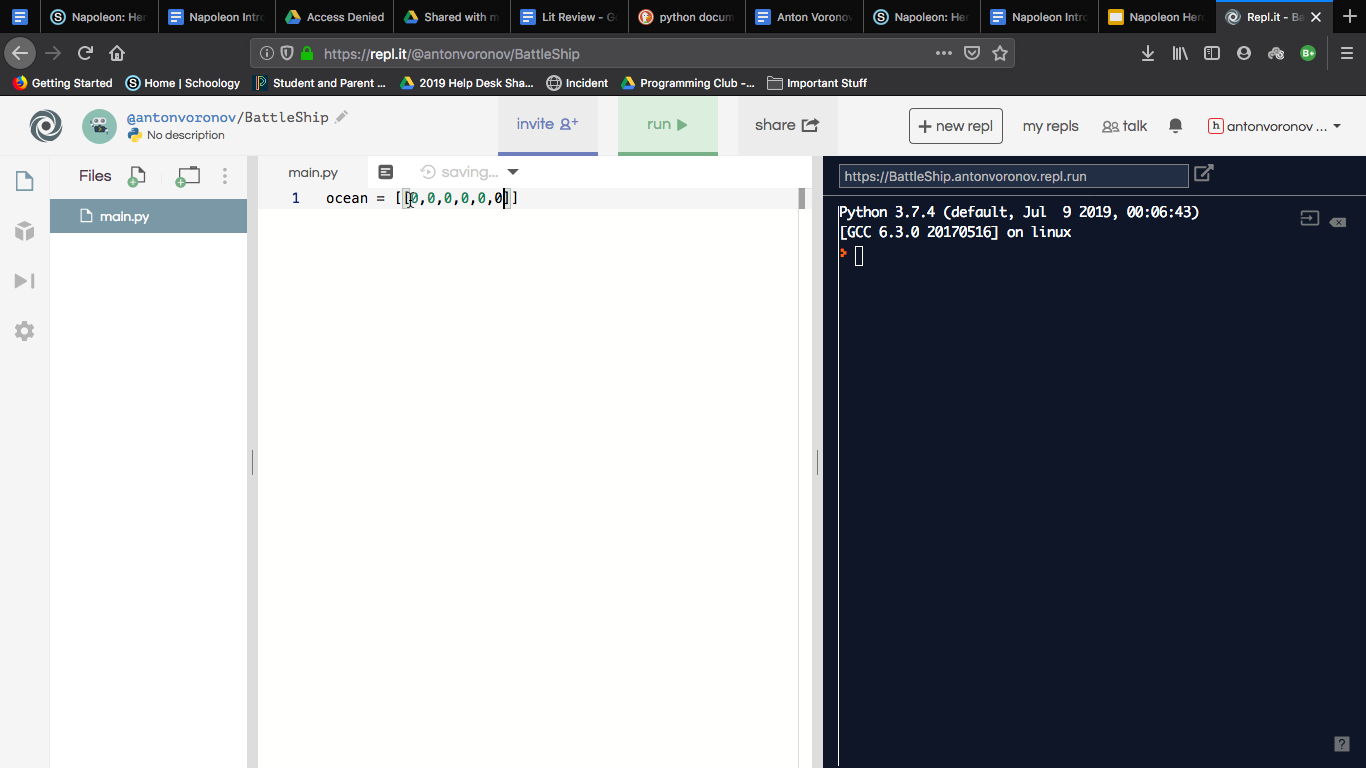 Napoleon: Her
Napoleon Intro
Access Denied
Shared with m
Lit Review - Go
python docum
Anton Voronov
Napoleon: Her
Napoleon Intro
Napoleon Hero
Repl.it - Ba
https://repl.it/@antonvoronov/BattleShip
Getting Started
Home | Schoology
Student and Parent ...
2019 Help Desk Sha...
Incident
Programming Club -...
Important Stuff
@antonvoronov/BattleShip
No description
invite
run
share
+ new repl
my repls
talk
h antonvoronov ...
Files
main.py
main.py
saving...
1 ocean = [[0,0,0,0,0,0]]
https://BattleShip.antonvoronov.repl.run
Python 3.7.4 (default, Jul  9 2019, 00:06:43)
[GCC 6.3.0 20170516] on linux
?